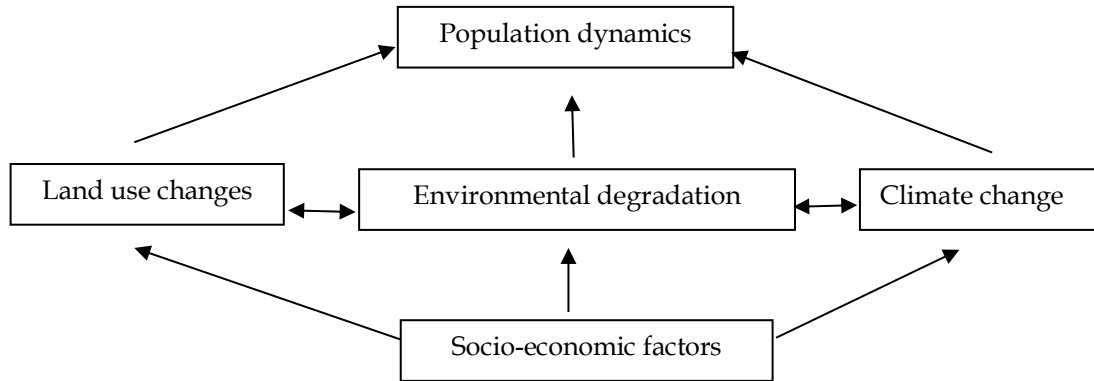 Population dynamics
Land use changes
Environmental degradation
Climate change
Socio-economic factors